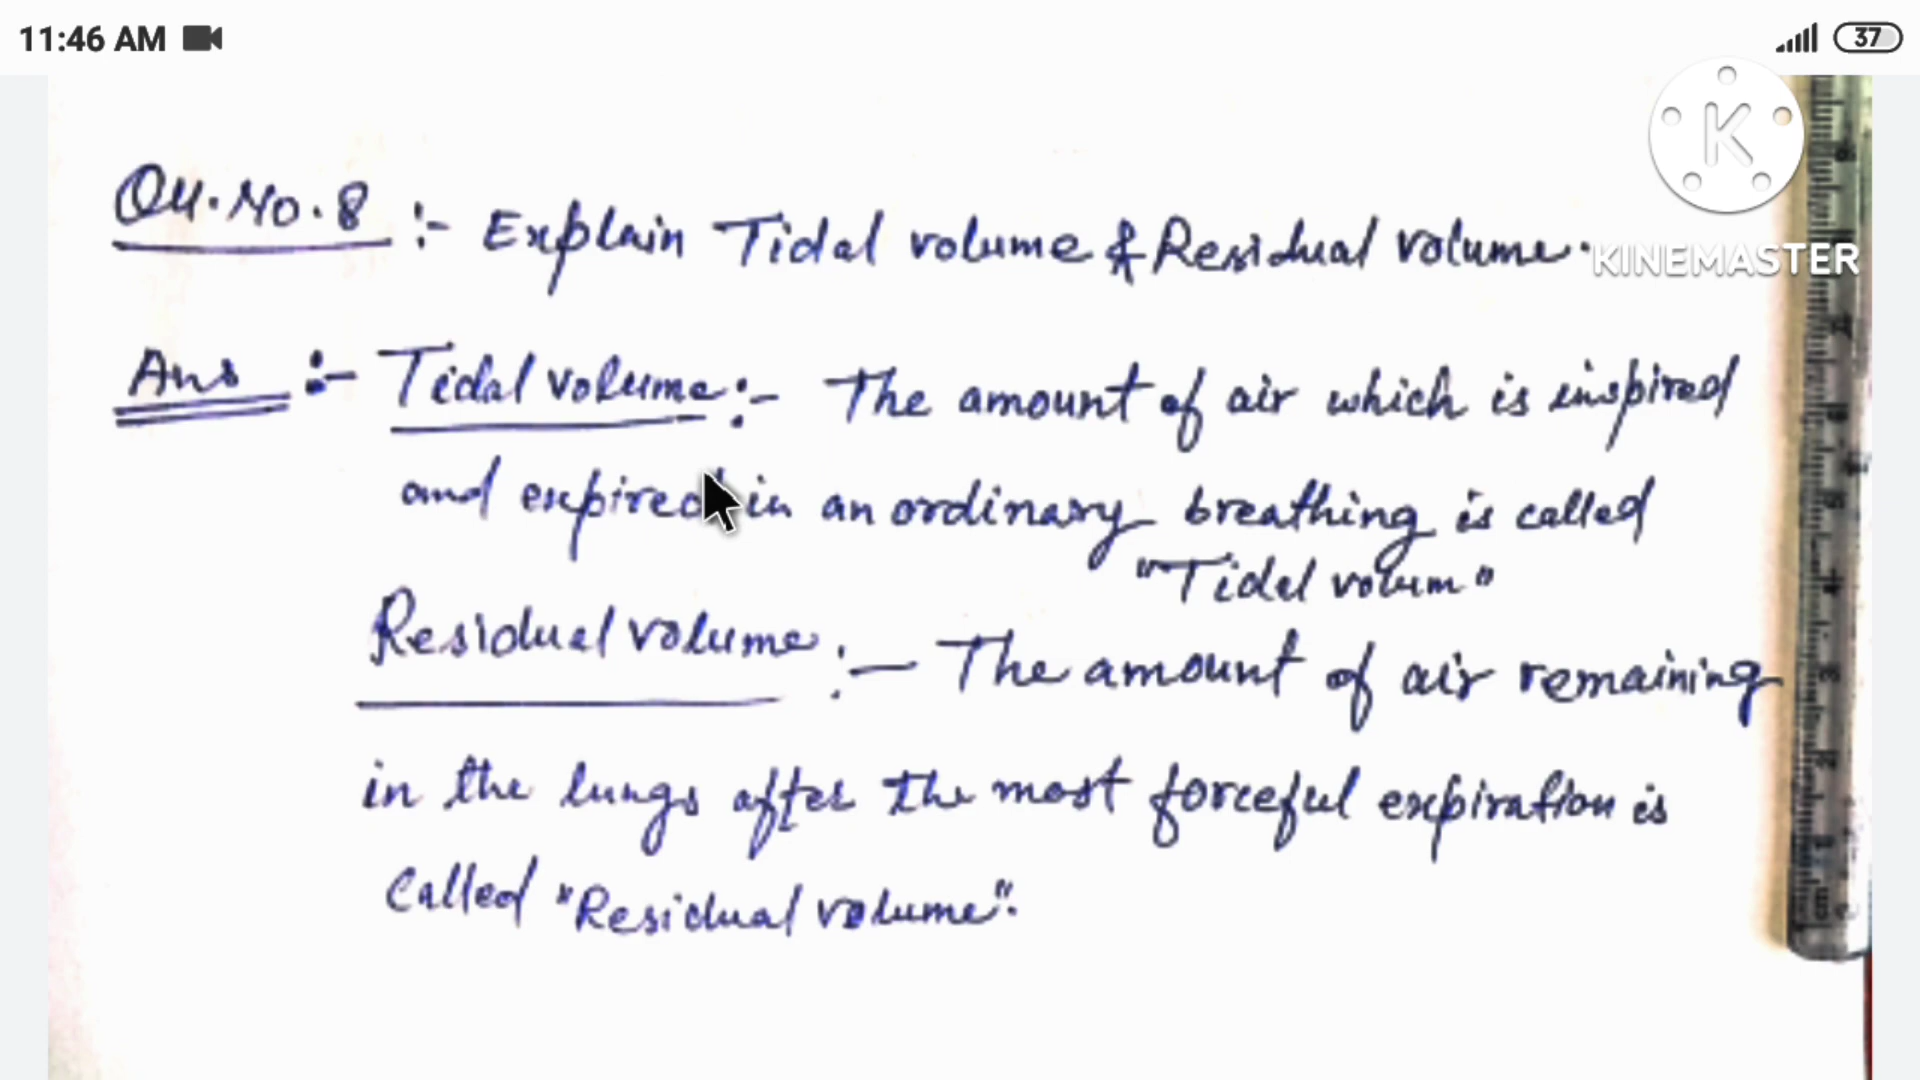 11:46 AM
37
K
KINEMASTER
Qu. No. 8 :- Explain Tidal volume & Residual volume.
Ans :- Tidal volume :- The amount of air which is inspired
and expired in an ordinary breathing is called
"Tidal volum"
Residual volume :- The amount of air remaining
in the lungs after the most forceful expiration is
Called "Residual volume".